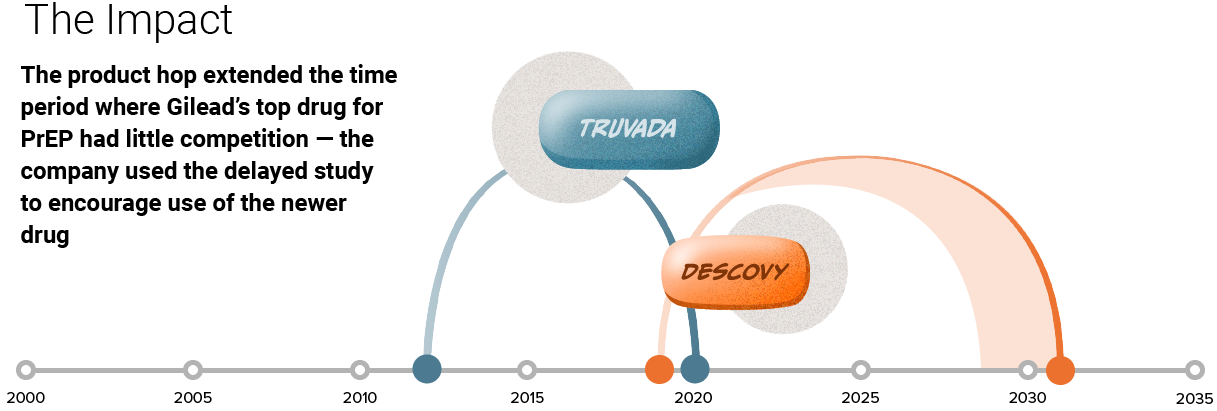 The Impact
The product hop extended the time
period where Gilead’s top drug for
PrEP had little competition — the
company used the delayed study
to encourage use of the newer
drug
TRUVADA
DESCOVY
2000 2005 2010 2015 2020 2025 2030 2035